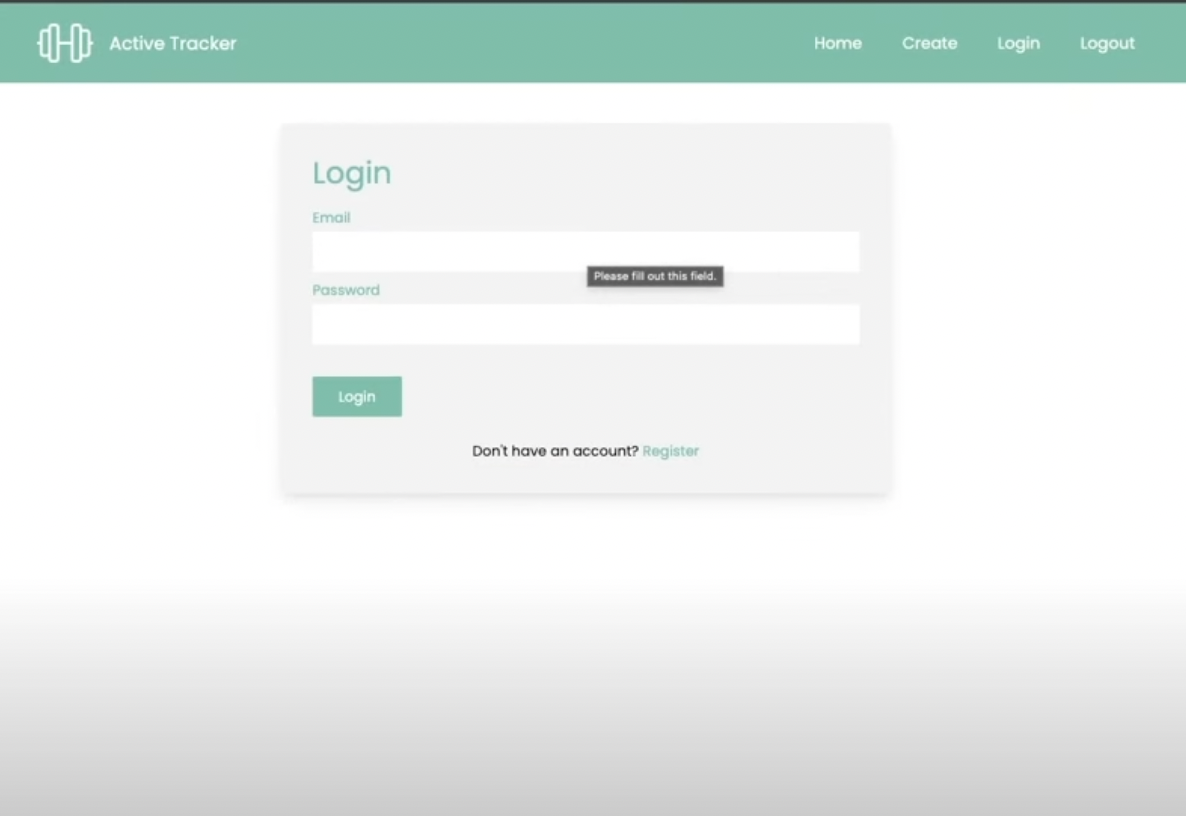 Active Tracker
Home Create Login Logout
Login
Email
Please fill out this field.
Password
Login
Don't have an account? Register